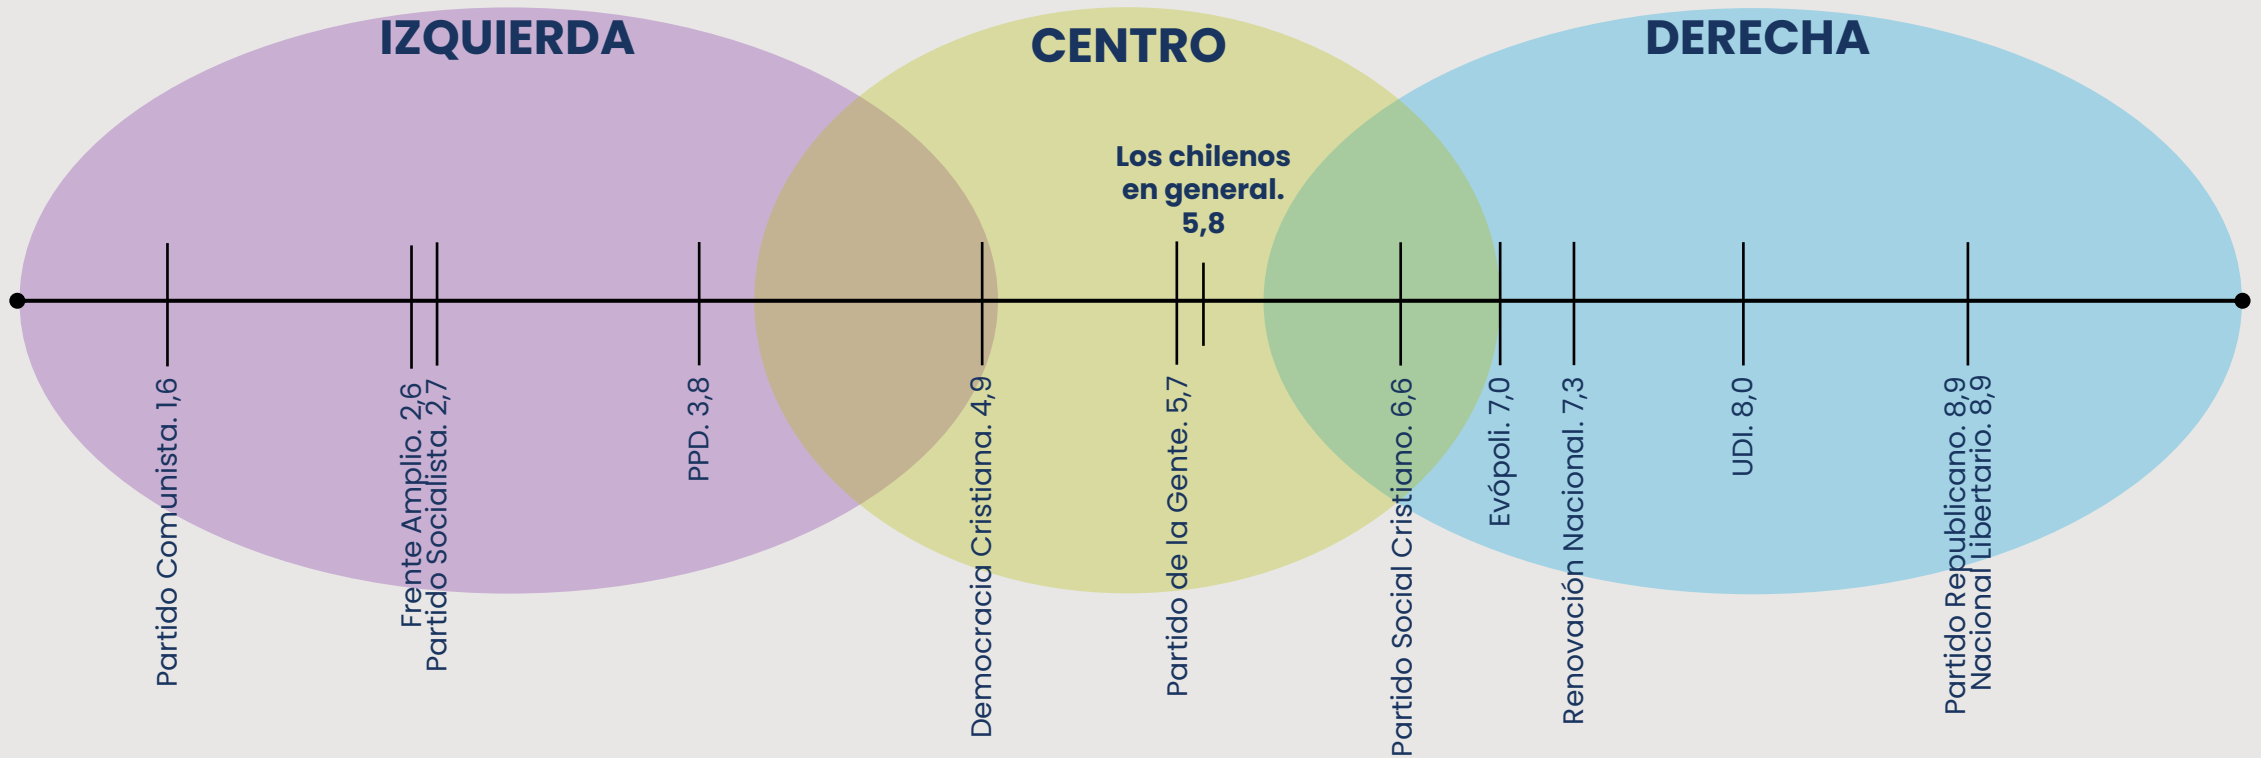 IZQUIERDA
CENTRO
DERECHA
Los chilenos
en general.
5,8
Partido Comunista. 1,6
Frente Amplio. 2,6
Partido Socialista. 2,7
PPD. 3,8
Democracia Cristiana. 4,9
Partido de la Gente. 5,7
Partido Social Cristiano. 6,6
Evópoli. 7,0
Renovación Nacional. 7,3
UDI. 8,0
Partido Republicano. 8,9
Nacional Libertario. 8,9